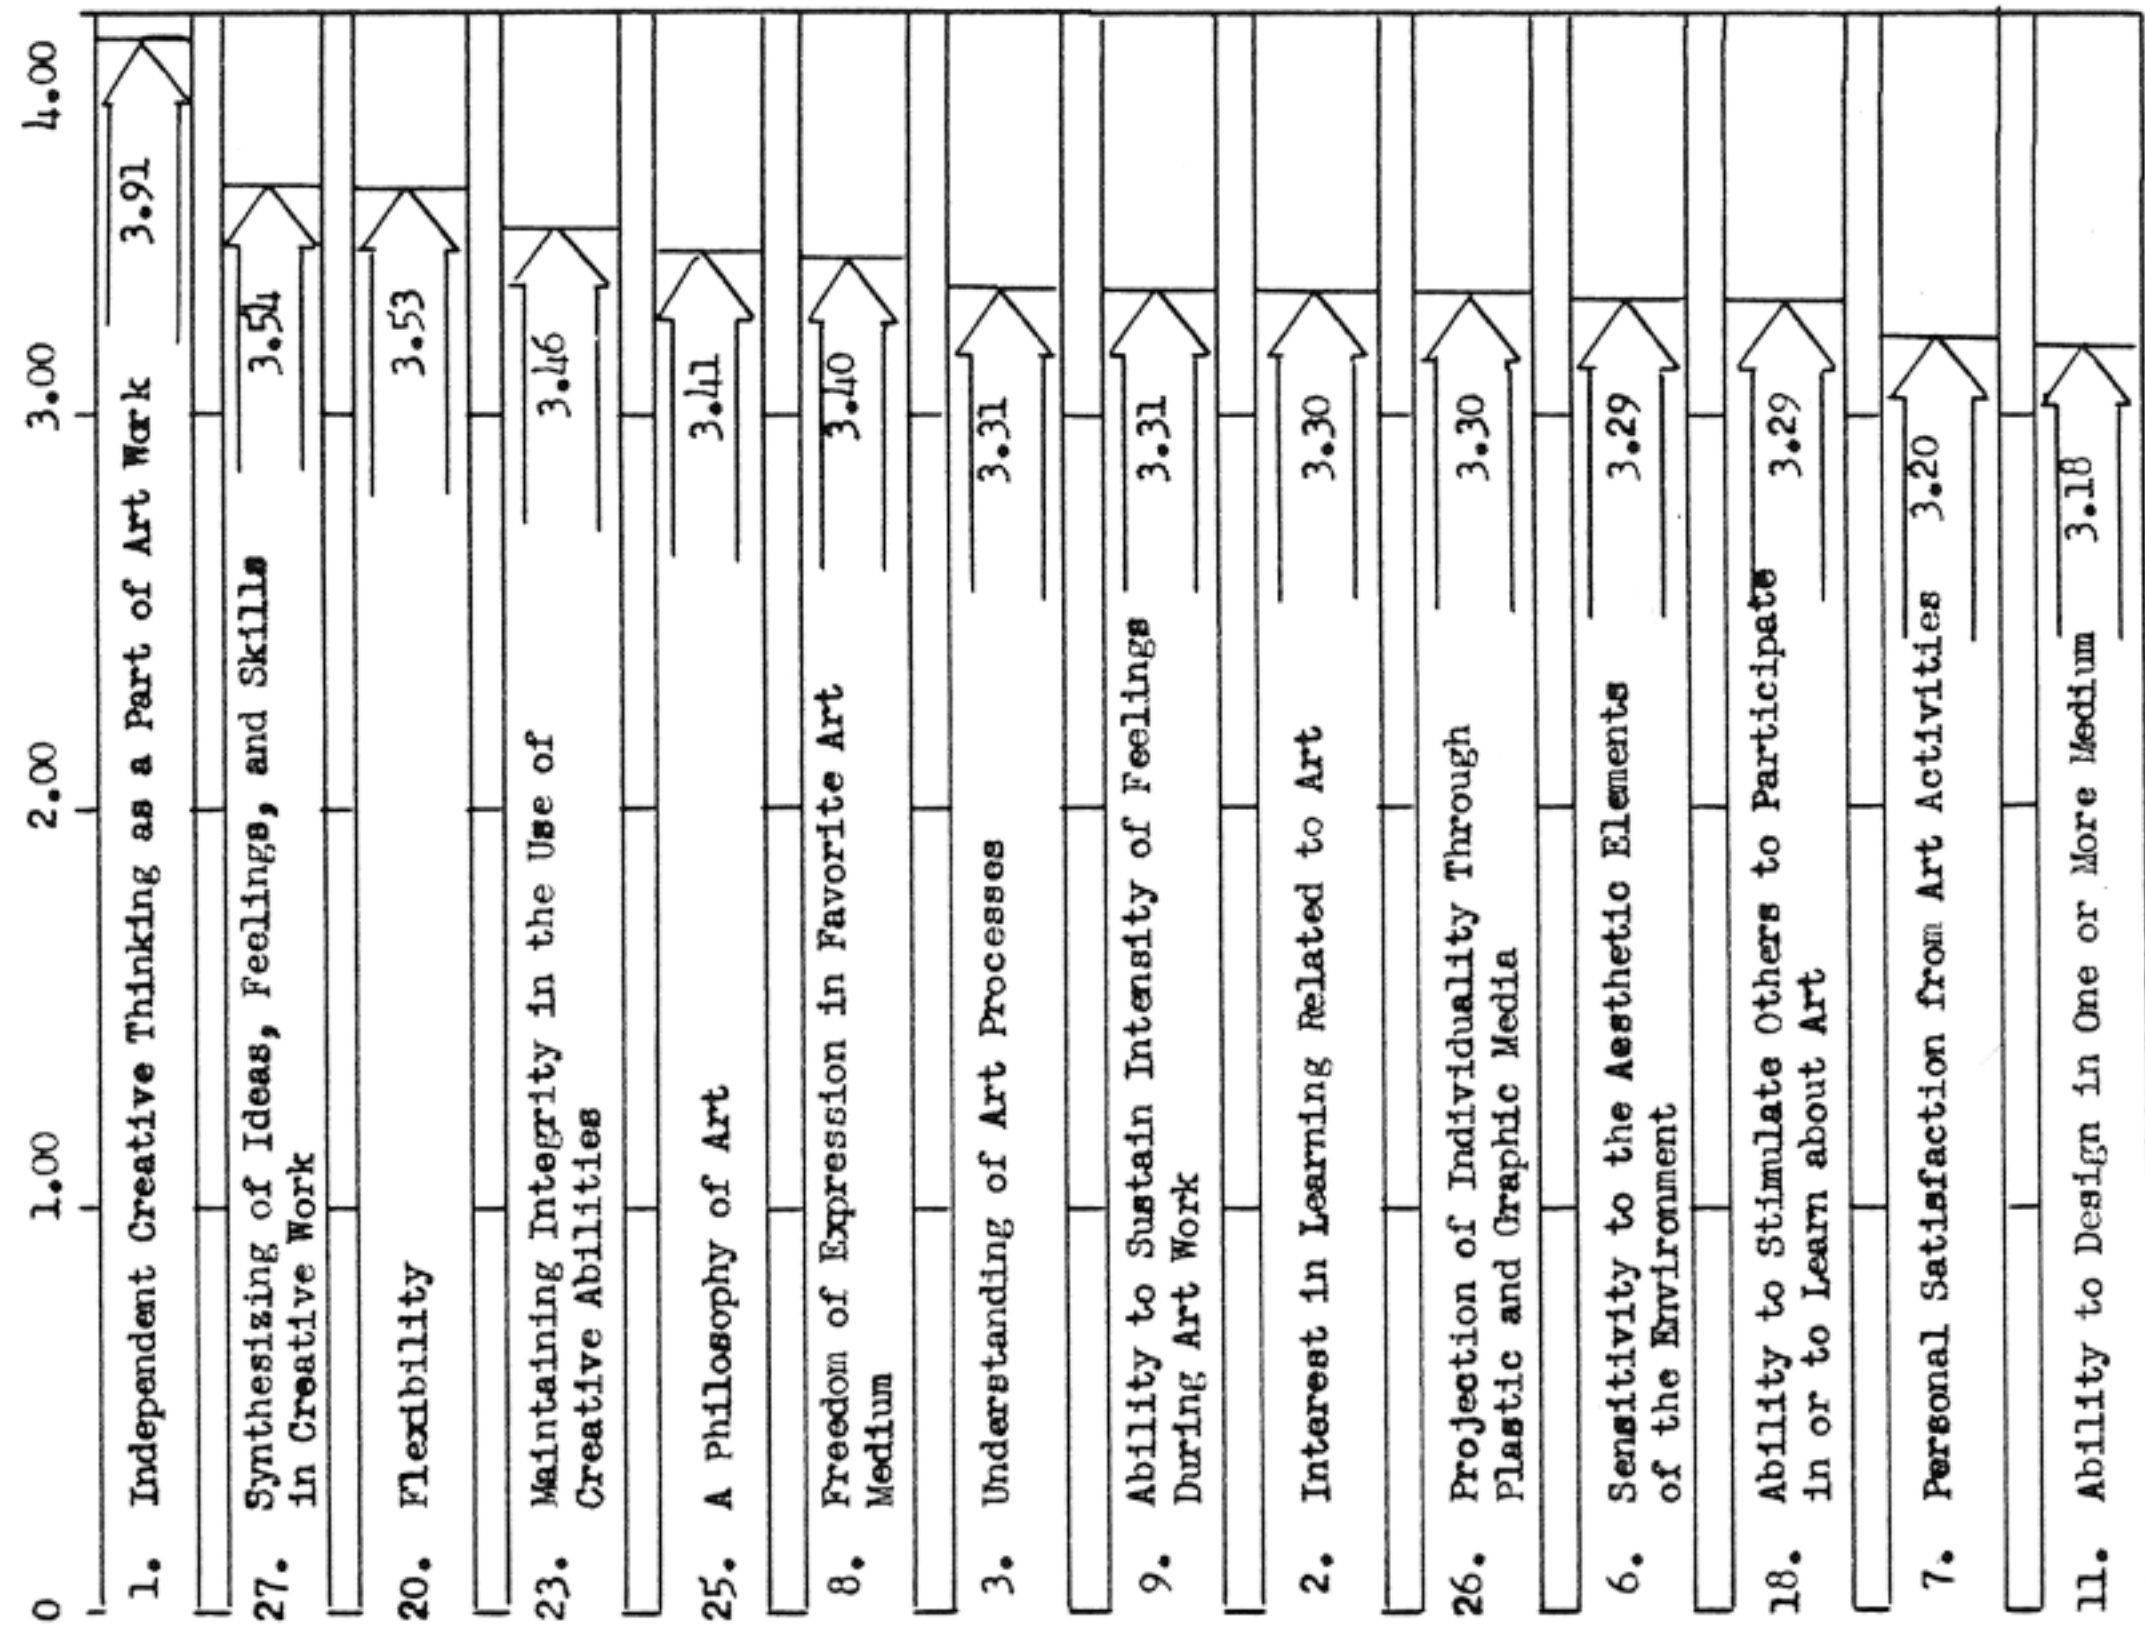 0 1.00 2.00 3.00 4.00
1. Independent Creative Thinking as a Part of Art Work 3.91
27. Synthesizing of Ideas, Feelings, and Skills 3.54
in Creative Work
20. Flexibility 3.53
23. Maintaining Integrity in the Use of 3.46
Creative Abilities
25. A Philosophy of Art 3.41
8. Freedom of Expression in Favorite Art 3.40
Medium
3. Understanding of Art Processes 3.31
9. Ability to Sustain Intensity of Feelings 3.31
During Art Work
2. Interest in Learning Related to Art 3.30
26. Projection of Individuality Through 3.30
Plastic and Graphic Media
6. Sensitivity to the Aesthetic Elements 3.29
of the Environment
18. Ability to Stimulate Others to Participate 3.29
in or to Learn about Art
7. Personal Satisfaction from Art Activities 3.20
11. Ability to Design in One or More Medium 3.18